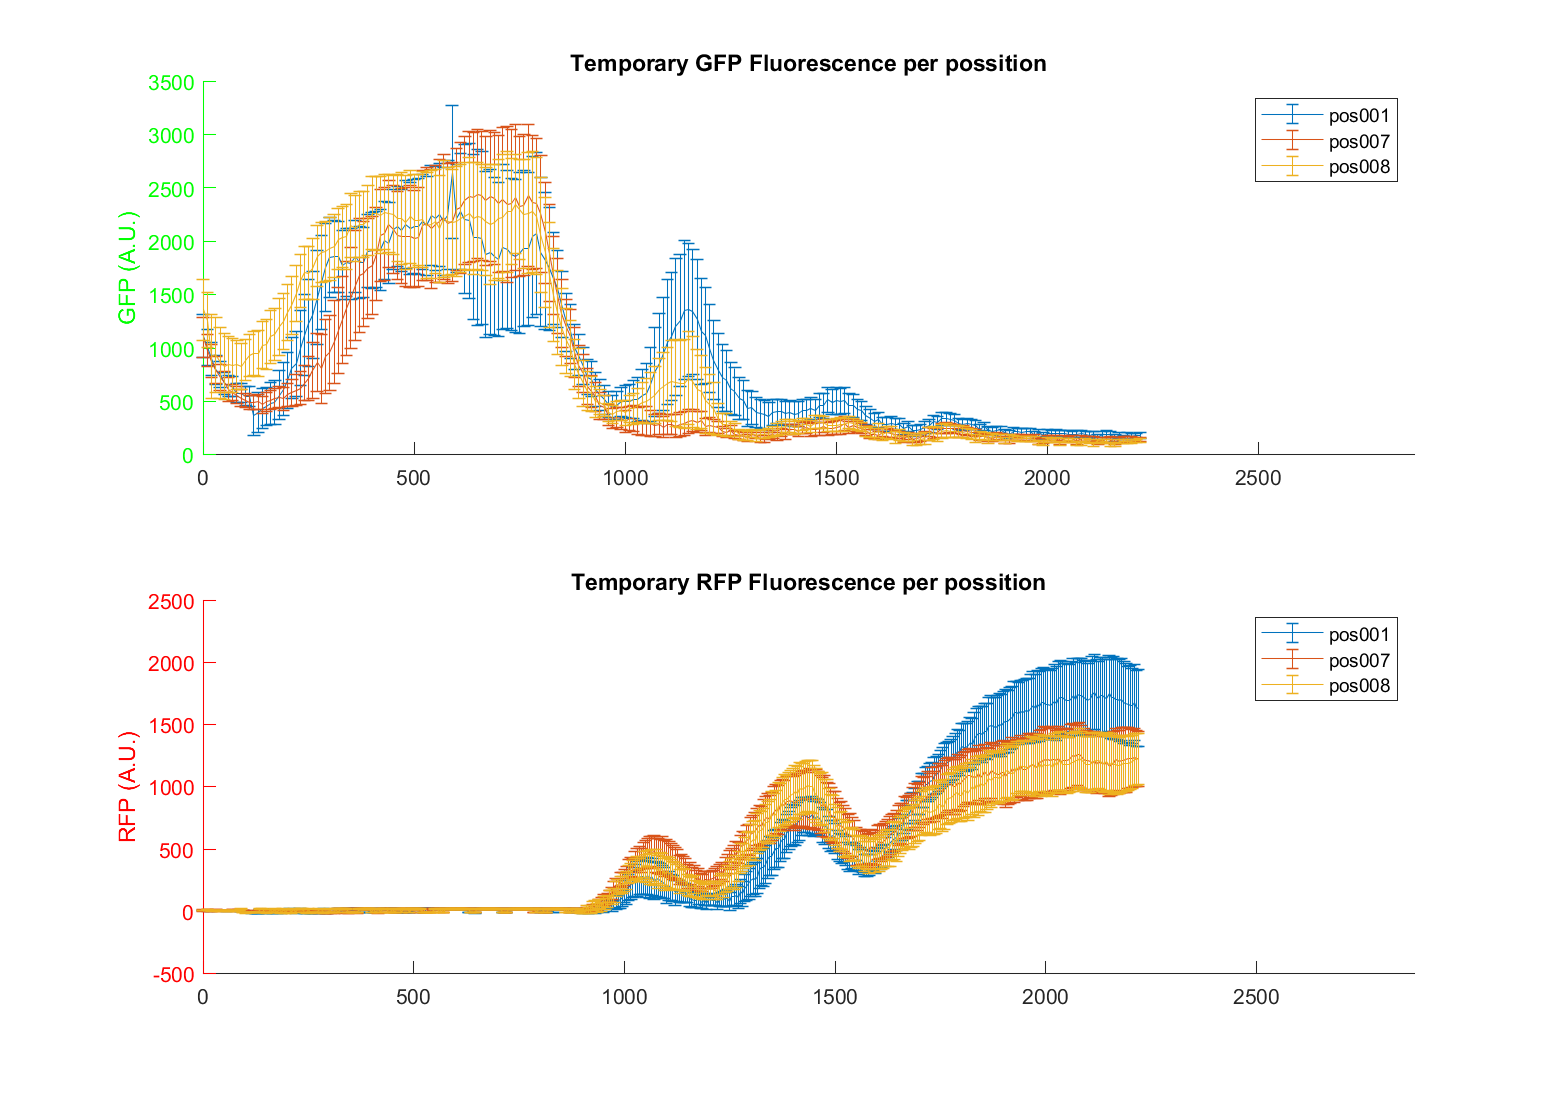 Temporary GFP Fluorescence per possition
GFP (A.U.)
3500
3000
2500
2000
1500
1000
500
0
0 500 1000 1500 2000 2500
pos001
pos007
pos008
Temporary RFP Fluorescence per possition
RFP (A.U.)
2500
2000
1500
1000
500
0
-500
0 500 1000 1500 2000 2500
pos001
pos007
pos008